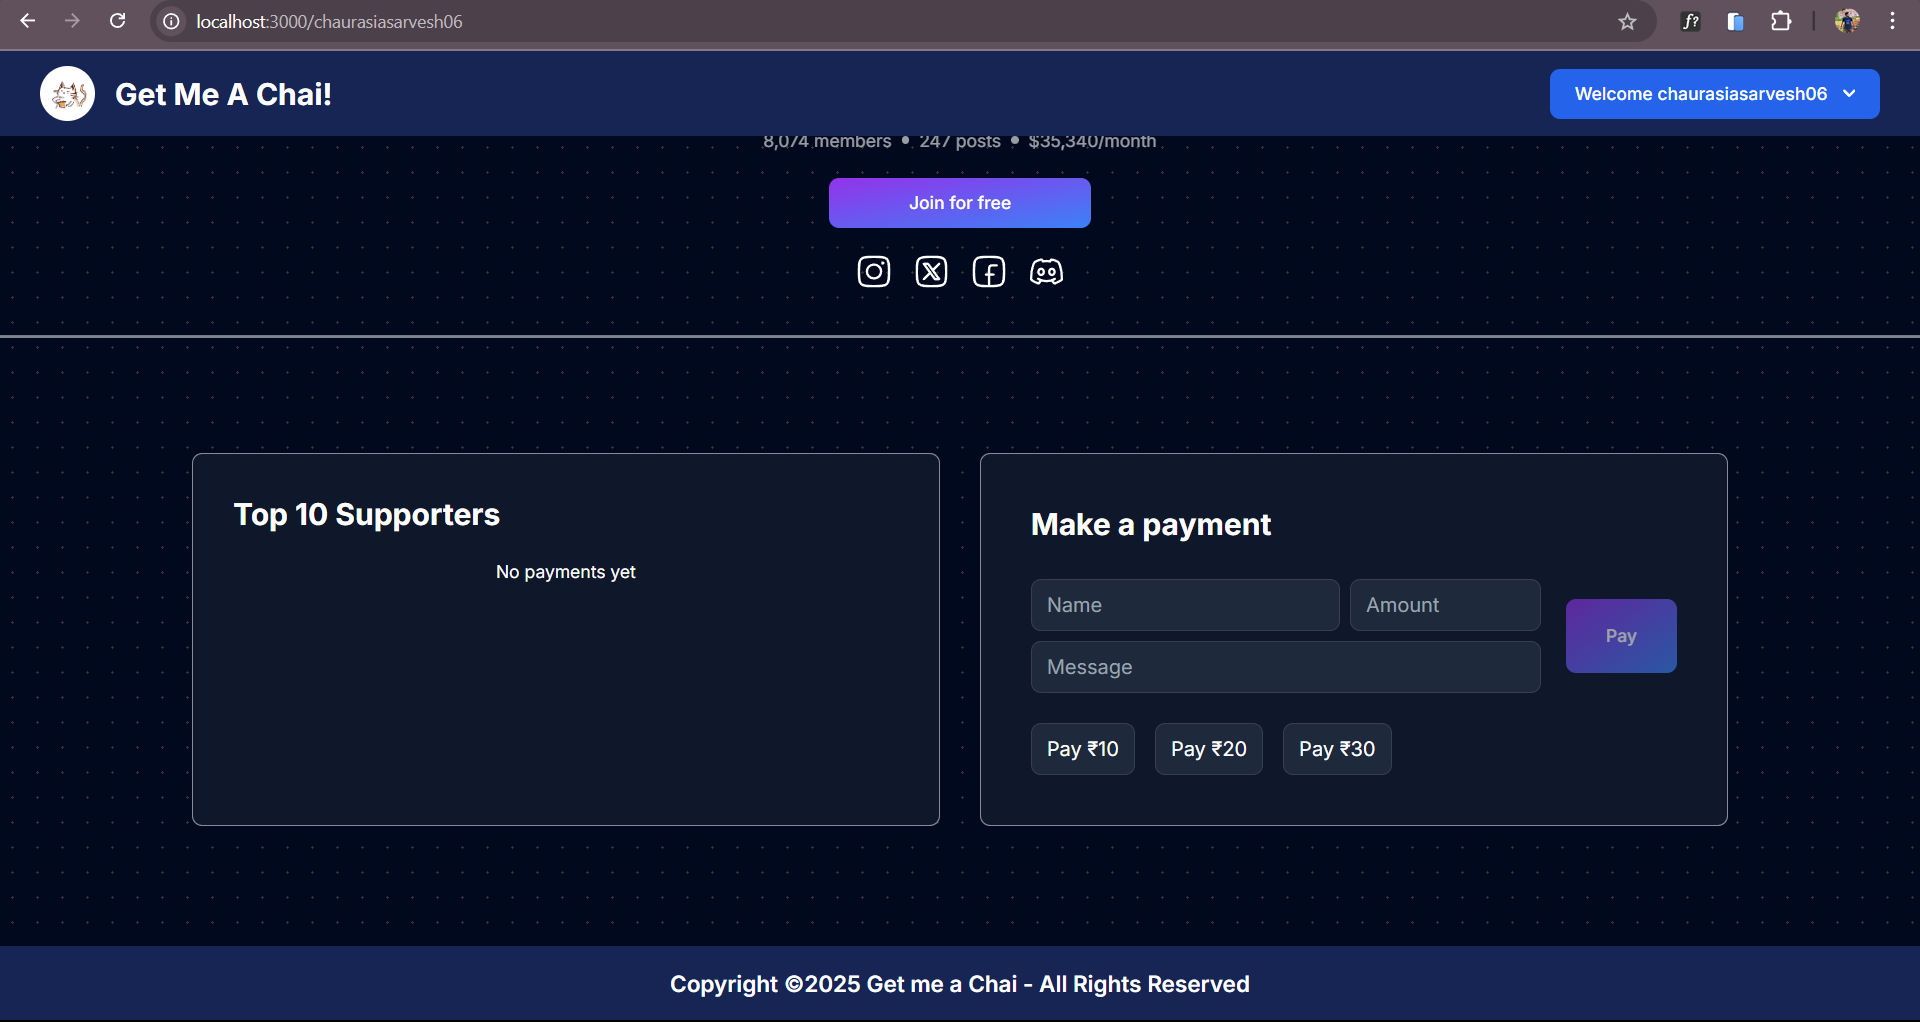 localhost:3000/chaurasiasarvesh06
Get Me A Chai!
Welcome chaurasiasarvesh06
8,074 members • 247 posts • $35,340/month
Join for free
Top 10 Supporters
No payments yet
Make a payment
Name
Amount
Pay
Message
Pay ₹10
Pay ₹20
Pay ₹30
Copyright ©2025 Get me a Chai - All Rights Reserved